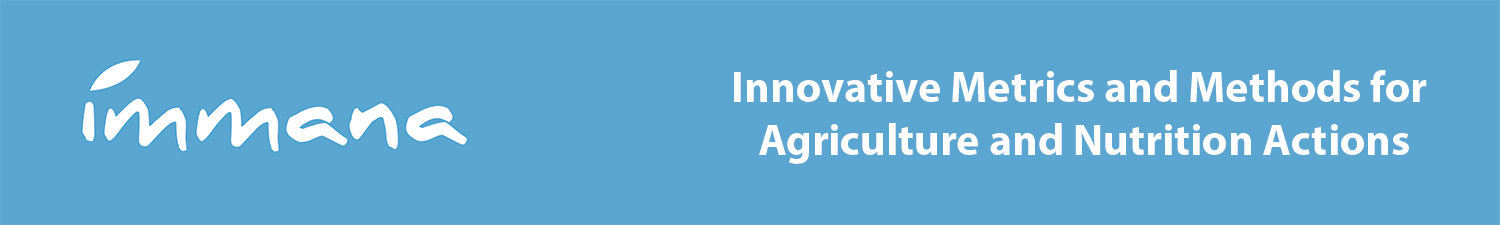 immana
Innovative Metrics and Methods for
Agriculture and Nutrition Actions